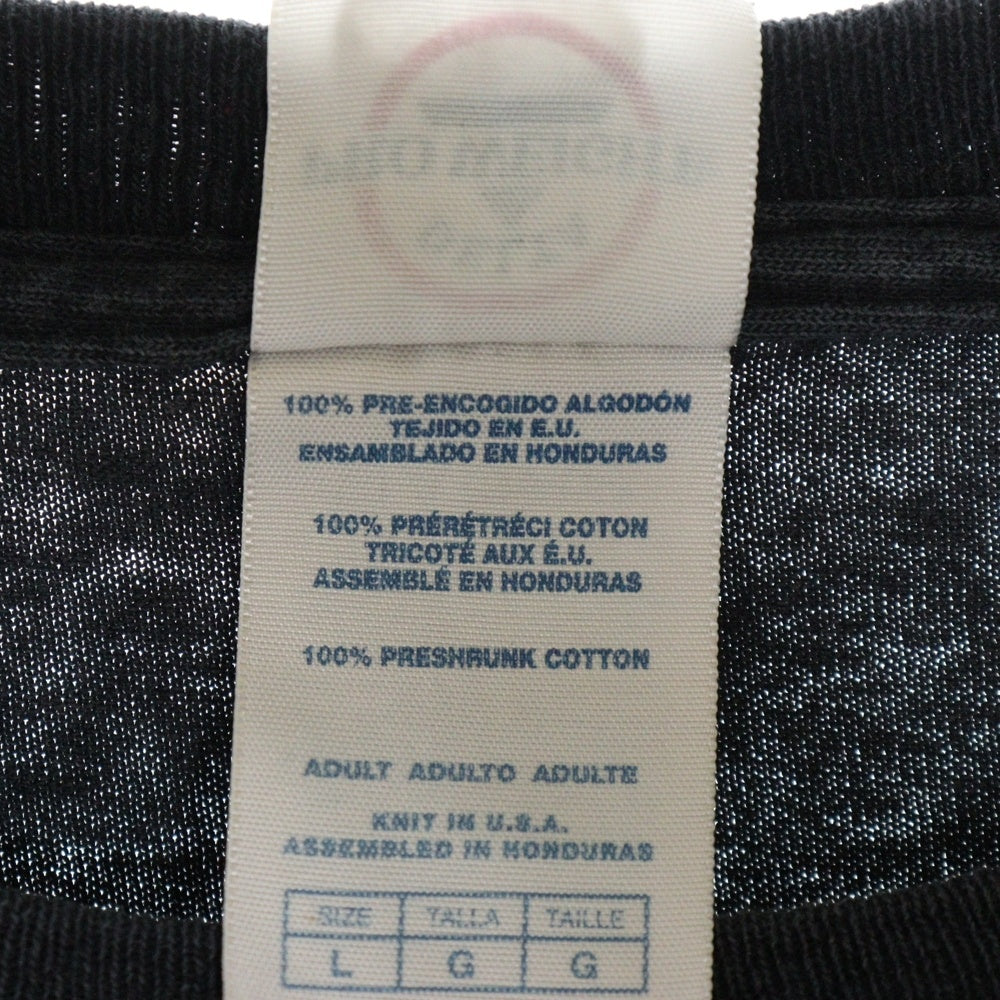 100% PRE-ENCOGIDO ALGODÓN
TEJIDO EN E.U.
ENSAMBLADO EN HONDURAS
100% PRÉRÉTRÉCI COTON
TRICOTÉ AUX É.U.
ASSEMBLÉ EN HONDURAS
100% PRESHRUNK COTTON
ADULT ADULTO ADULTE
KNIT IN U.S.A.
ASSEMBLED IN HONDURAS
SIZE TALLA TAILLE
L G G